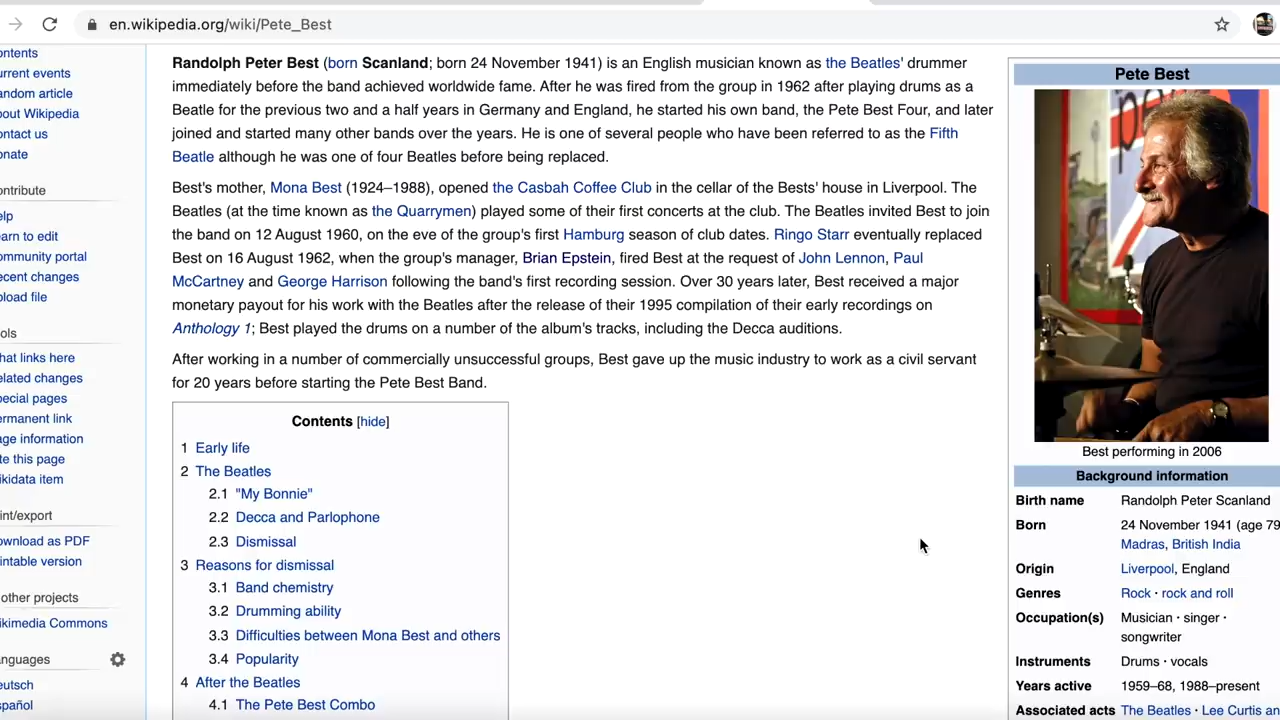 en.wikipedia.org/wiki/Pete_Best
ontents
urrent events
andom article
bout Wikipedia
ontact us
onate
ontribute
elp
earn to edit
ommunity portal
ecent changes
pload file
ols
hat links here
elated changes
pecial pages
ermanent link
age information
te this page
ikidata item
int/export
ownload as PDF
intable version
other projects
ikimedia Commons
nguages
eutsch
spañol
Randolph Peter Best (born Scanland; born 24 November 1941) is an English musician known as the Beatles' drummer
immediately before the band achieved worldwide fame. After he was fired from the group in 1962 after playing drums as a
Beatle for the previous two and a half years in Germany and England, he started his own band, the Pete Best Four, and later
joined and started many other bands over the years. He is one of several people who have been referred to as the Fifth
Beatle although he was one of four Beatles before being replaced.
Best's mother, Mona Best (1924–1988), opened the Casbah Coffee Club in the cellar of the Bests' house in Liverpool. The
Beatles (at the time known as the Quarrymen) played some of their first concerts at the club. The Beatles invited Best to join
the band on 12 August 1960, on the eve of the group's first Hamburg season of club dates. Ringo Starr eventually replaced
Best on 16 August 1962, when the group's manager, Brian Epstein, fired Best at the request of John Lennon, Paul
McCartney and George Harrison following the band's first recording session. Over 30 years later, Best received a major
monetary payout for his work with the Beatles after the release of their 1995 compilation of their early recordings on
Anthology 1; Best played the drums on a number of the album's tracks, including the Decca auditions.
After working in a number of commercially unsuccessful groups, Best gave up the music industry to work as a civil servant
for 20 years before starting the Pete Best Band.
Contents [hide]
1 Early life
2 The Beatles
2.1 "My Bonnie"
2.2 Decca and Parlophone
2.3 Dismissal
3 Reasons for dismissal
3.1 Band chemistry
3.2 Drumming ability
3.3 Difficulties between Mona Best and others
3.4 Popularity
4 After the Beatles
4.1 The Pete Best Combo
Pete Best
Best performing in 2006
Background information
Birth name Randolph Peter Scanland
Born 24 November 1941 (age 79
Madras, British India
Origin Liverpool, England
Genres Rock · rock and roll
Occupation(s) Musician · singer ·
songwriter
Instruments Drums · vocals
Years active 1959–68, 1988–present
Associated acts The Beatles · Lee Curtis an